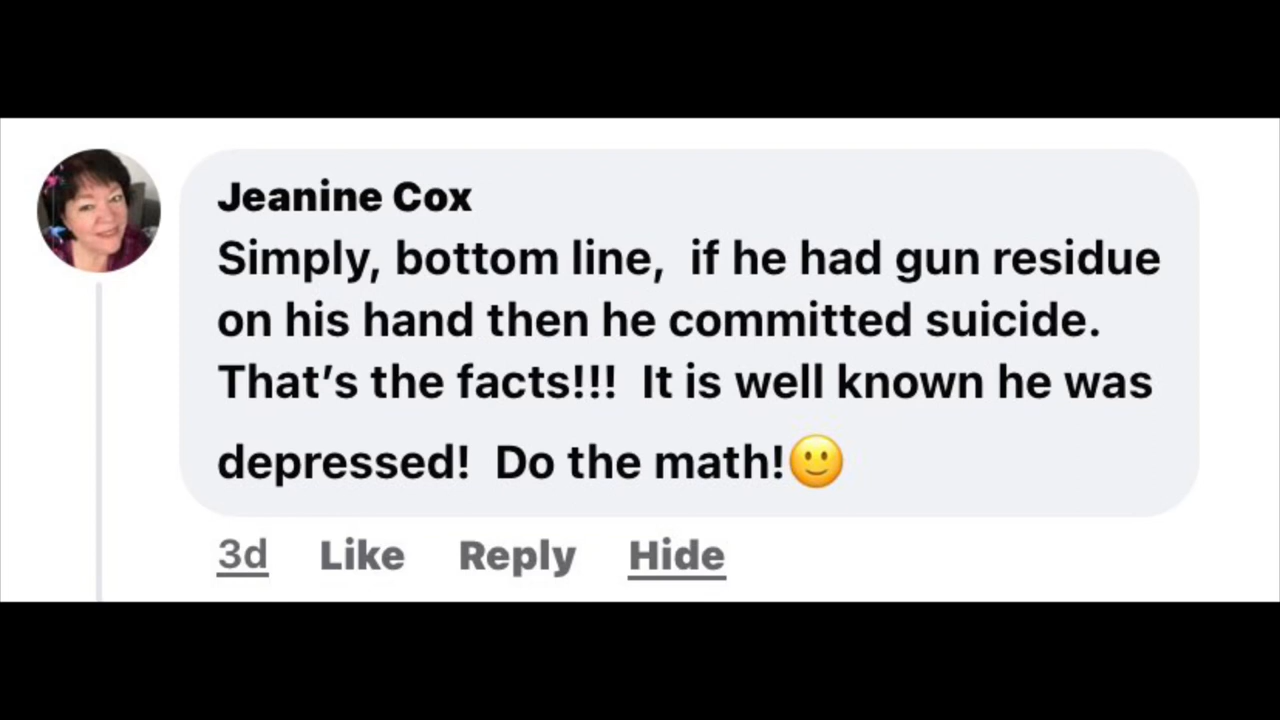 Jeanine Cox
Simply, bottom line,  if he had gun residue
on his hand then he committed suicide.
That’s the facts!!!  It is well known he was
depressed!  Do the math!🙂
3d Like Reply Hide